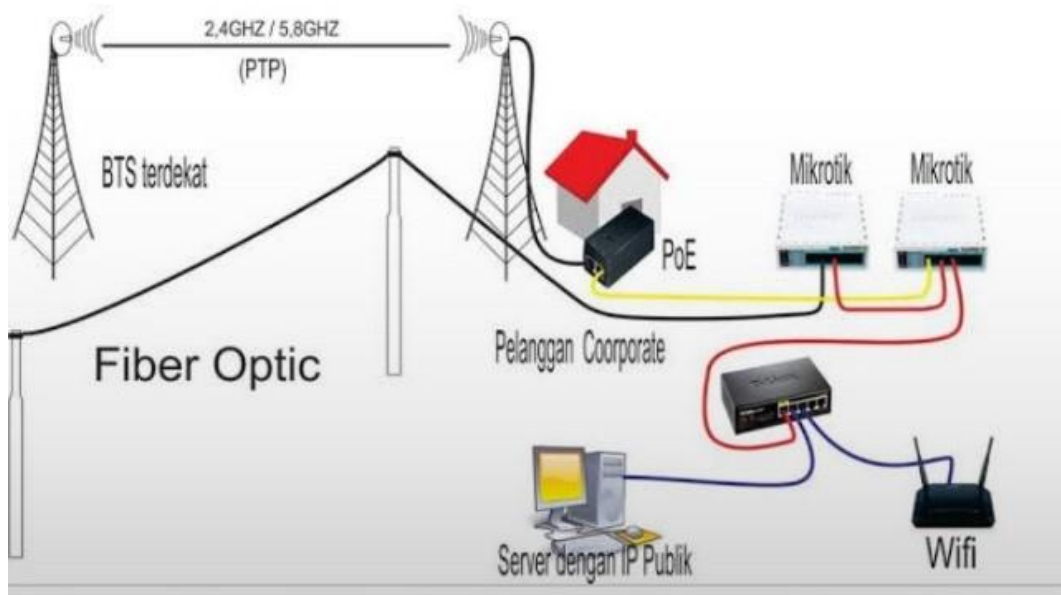 2,4GHZ / 5,8GHZ
(PTP)
BTS terdekat
Mikrotik
Mikrotik
PoE
Fiber Optic
Pelanggan Coorporate
D-Link
Server dengan IP Publik
Wifi